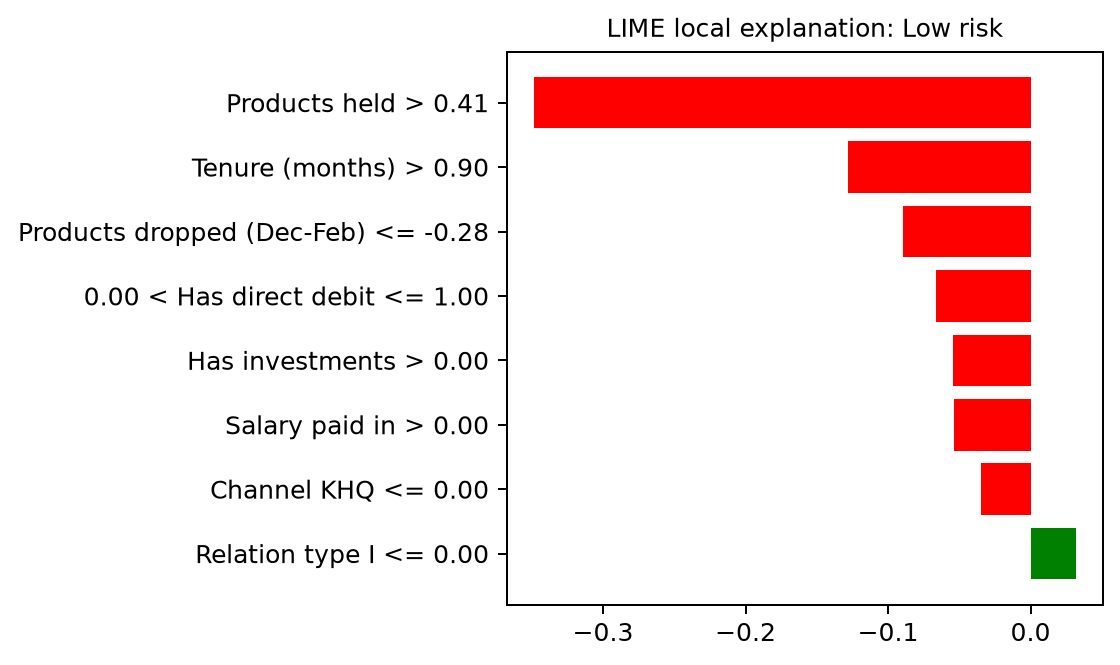 LIME local explanation: Low risk
Products held > 0.41
Tenure (months) > 0.90
Products dropped (Dec-Feb) <= -0.28
0.00 < Has direct debit <= 1.00
Has investments > 0.00
Salary paid in > 0.00
Channel KHQ <= 0.00
Relation type I <= 0.00
−0.3 −0.2 −0.1 0.0